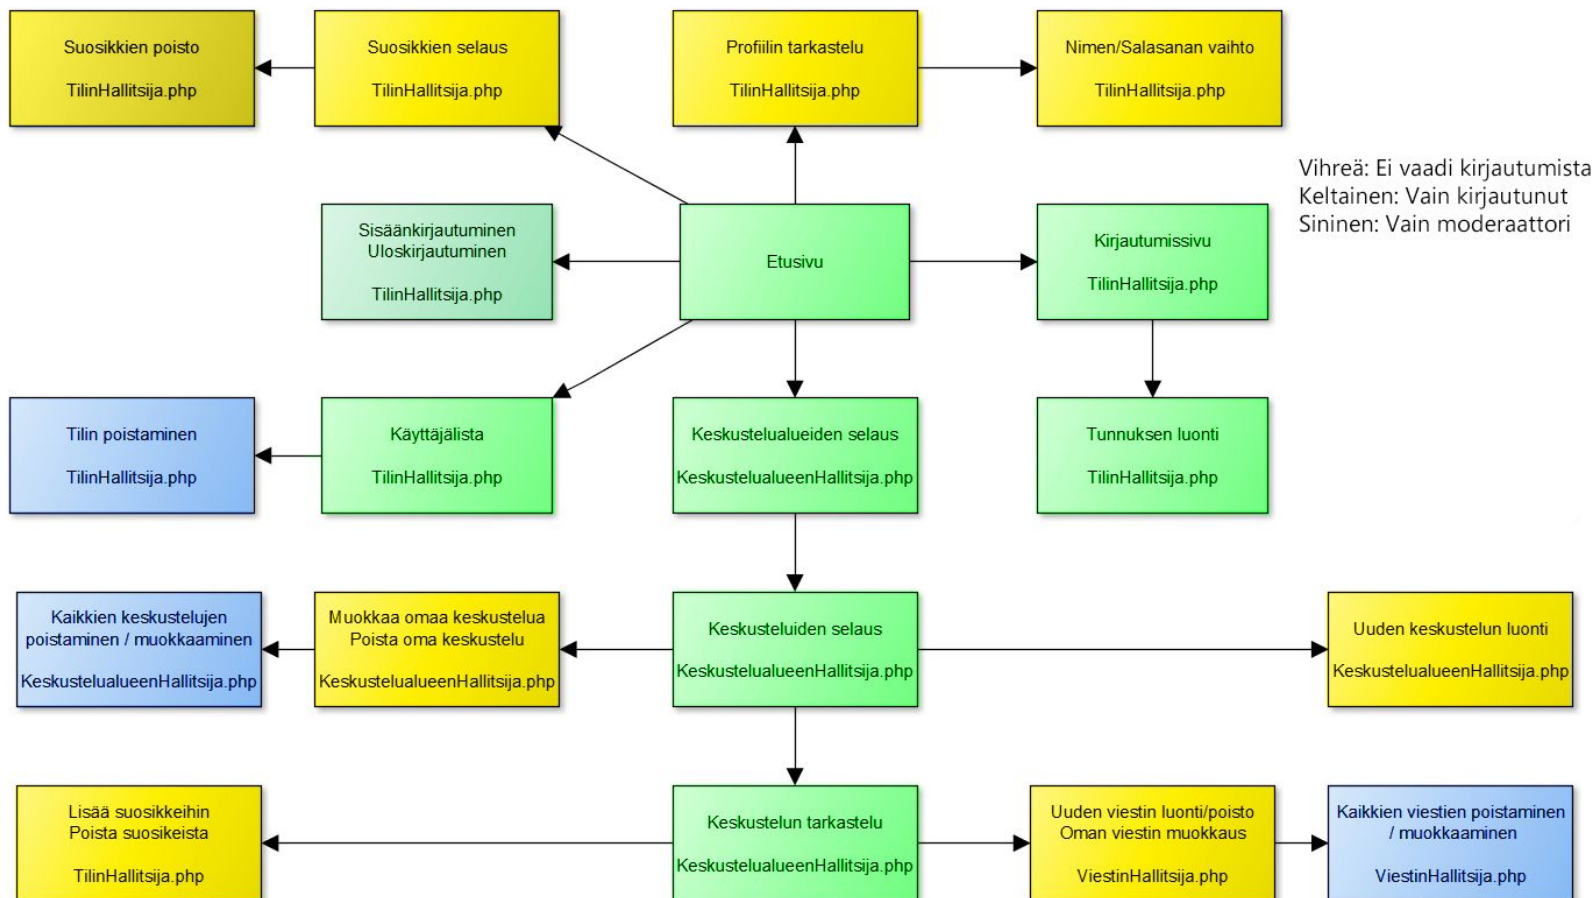 Suosikkien poisto
TilinHallitsija.php
Suosikkien selaus
TilinHallitsija.php
Profiilin tarkastelu
TilinHallitsija.php
Nimen/Salasanan vaihto
TilinHallitsija.php
Vihreä: Ei vaadi kirjautumista
Keltainen: Vain kirjautunut
Sininen: Vain moderaattori
Sisäänkirjautuminen
Uloskirjautuminen
TilinHallitsija.php
Etusivu
Kirjautumissivu
TilinHallitsija.php
Tilin poistaminen
TilinHallitsija.php
Käyttäjälista
TilinHallitsija.php
Keskustelualueiden selaus
KeskustelualueenHallitsija.php
Tunnuksen luonti
TilinHallitsija.php
Kaikkien keskustelujen
poistaminen / muokkaaminen
KeskustelualueenHallitsija.php
Muokkaa omaa keskustelua
Poista oma keskustelu
KeskustelualueenHallitsija.php
Keskusteluiden selaus
KeskustelualueenHallitsija.php
Uuden keskustelun luonti
KeskustelualueenHallitsija.php
Lisää suosikkeihin
Poista suosikeista
TilinHallitsija.php
Keskustelun tarkastelu
KeskustelualueenHallitsija.php
Uuden viestin luonti/poisto
Oman viestin muokkaus
ViestinHallitsija.php
Kaikkien viestien poistaminen
/ muokkaaminen
ViestinHallitsija.php